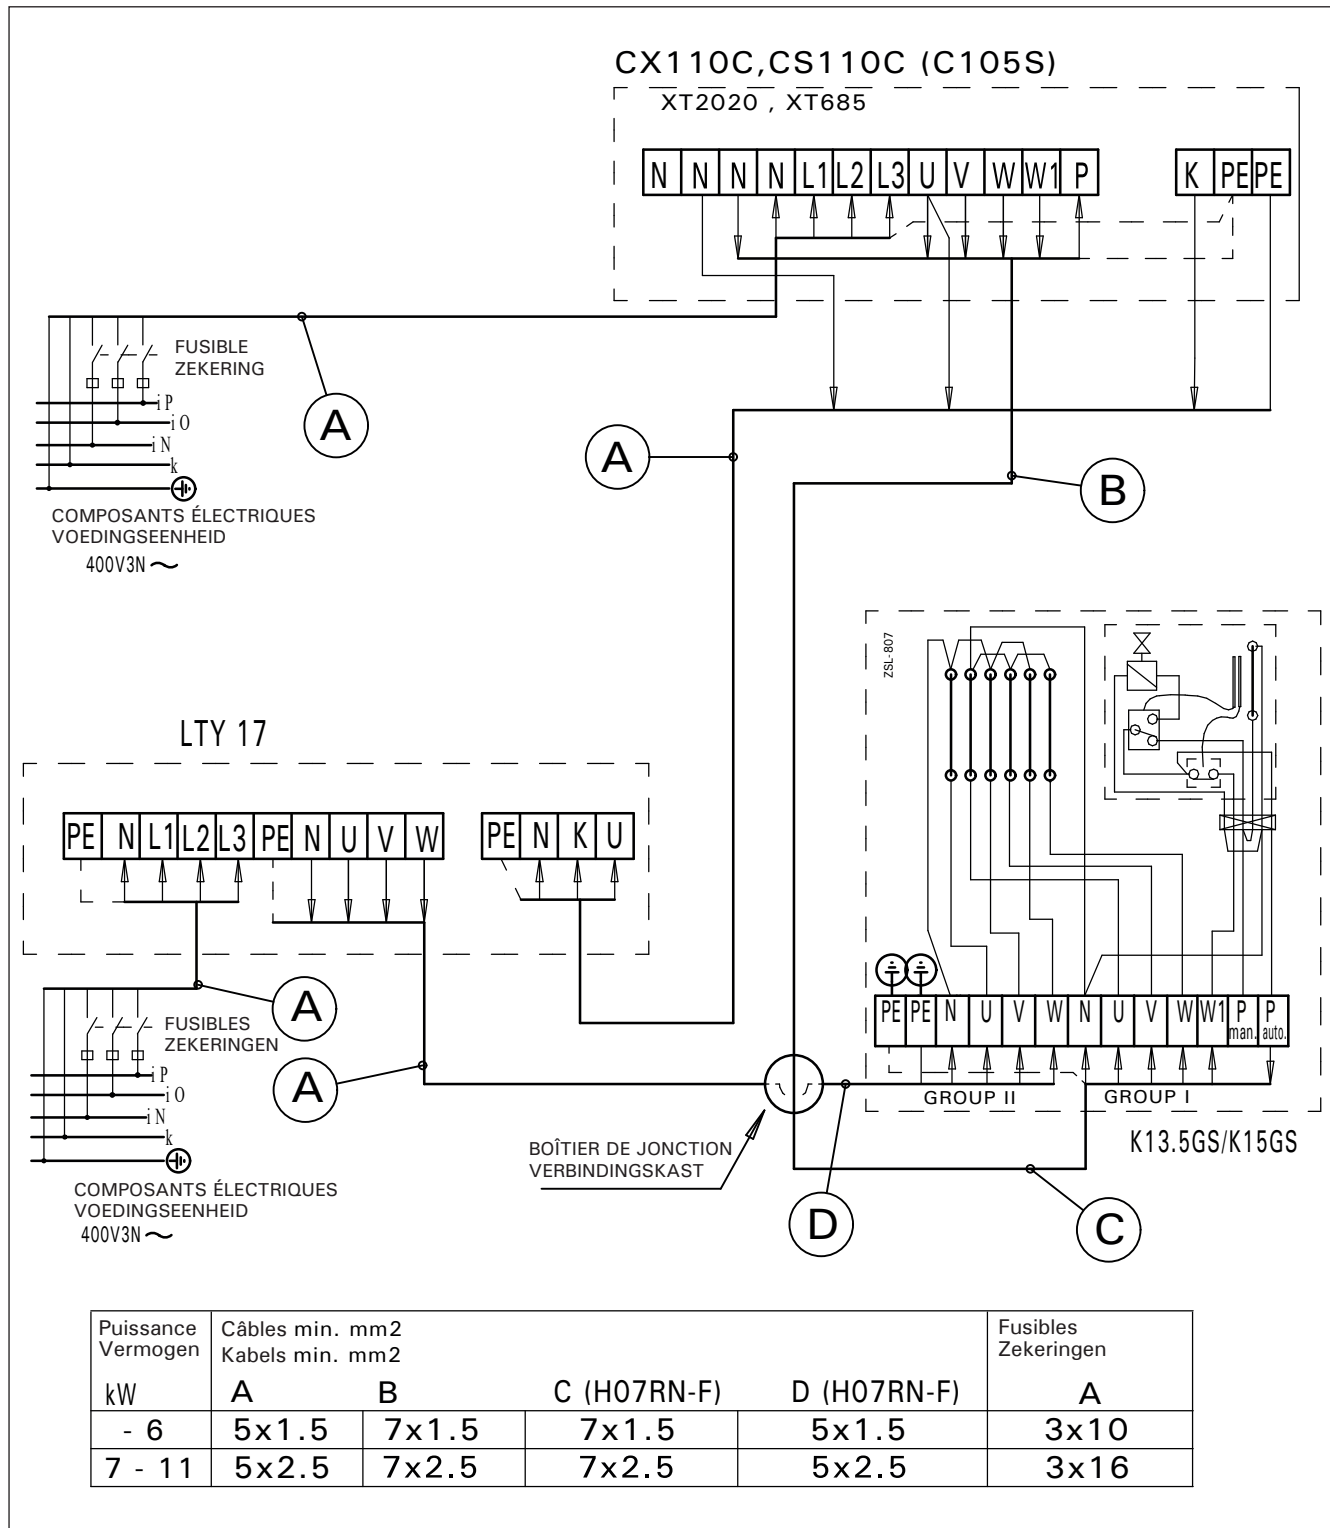 CX110C,CS110C (C105S)
XT2020 , XT685
N N N N L1 L2 L3 U V W W1 P
K PE PE
FUSIBLE
ZEKERING
i P
i O
i N
k
COMPOSANTS ÉLECTRIQUES
VOEDINGSEENHEID
400V3N ~
A
A
B
ZSL-807
LTY 17
PE N L1 L2 L3 PE N U V W
PE N K U
A
FUSIBLES
ZEKERINGEN
A
i P
i O
i N
k
COMPOSANTS ÉLECTRIQUES
VOEDINGSEENHEID
400V3N ~
PE PE N U V W N U V W W1 P man. P auto.
GROUP II
GROUP I
K13.5GS/K15GS
BOÎTIER DE JONCTION
VERBINDINGSKAST
D
C
Puissance
Vermogen
kW
Câbles min. mm2
Kabels min. mm2
Fusibles
Zekeringen
A B C (H07RN-F) D (H07RN-F) A
- 6 5x1.5 7x1.5 7x1.5 5x1.5 3x10
7 - 11 5x2.5 7x2.5 7x2.5 5x2.5 3x16